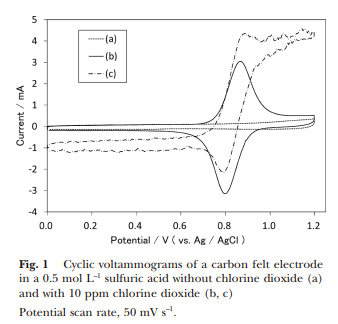 5
4
3
2
1
0
-1
-2
-3
-4
Current / mA
(a)
(b)
(c)
0.0 0.2 0.4 0.6 0.8 1.0 1.2
Potential / V ( vs. Ag / AgCl )
Fig. 1 Cyclic voltammograms of a carbon felt electrode
in a 0.5 mol L⁻¹ sulfuric acid without chlorine dioxide (a)
and with 10 ppm chlorine dioxide (b, c)
Potential scan rate, 50 mV s⁻¹.